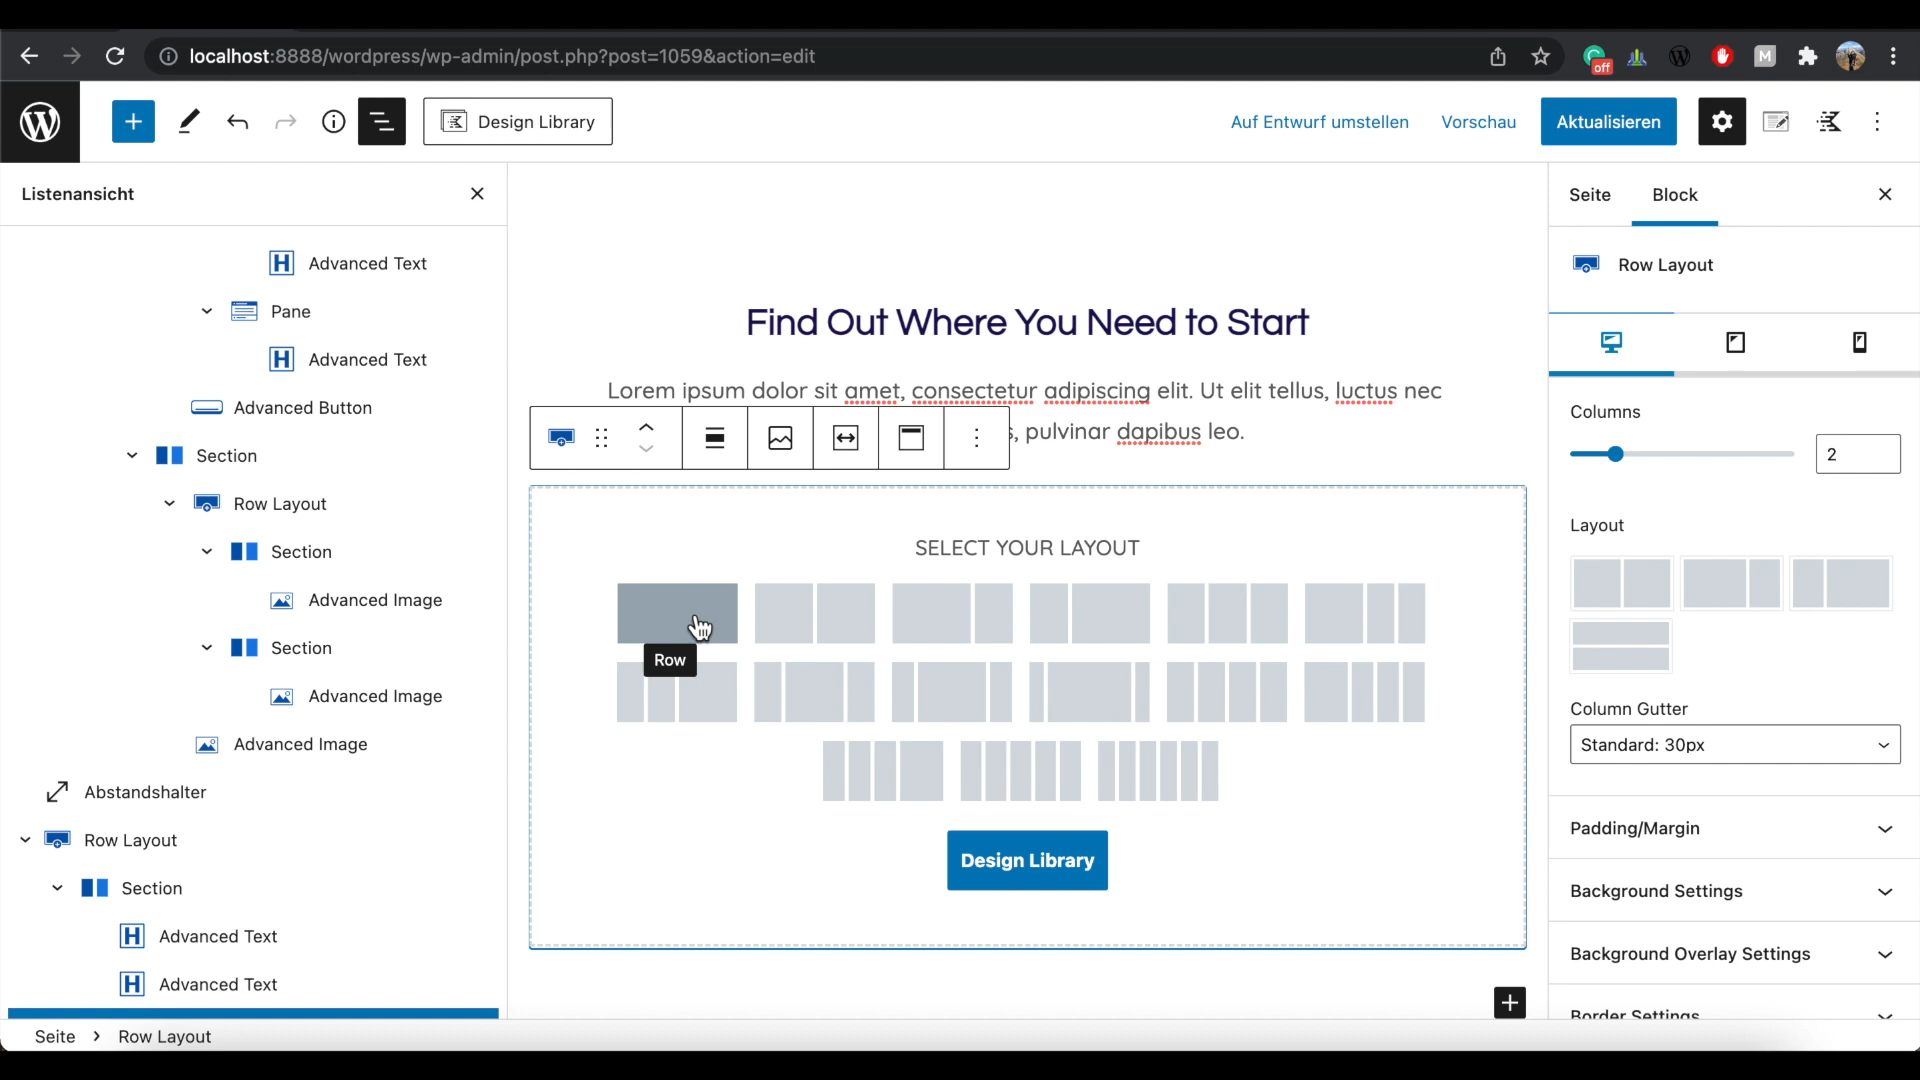 localhost:8888/wordpress/wp-admin/post.php?post=1059&action=edit
off
M
Design Library
Auf Entwurf umstellen
Vorschau
Aktualisieren
Listenansicht
Advanced Text
Pane
Advanced Text
Advanced Button
Section
Row Layout
Section
Advanced Image
Section
Advanced Image
Advanced Image
Abstandshalter
Row Layout
Section
Advanced Text
Advanced Text
Find Out Where You Need to Start
Lorem ipsum dolor sit amet, consectetur adipiscing elit. Ut elit tellus, luctus nec
, pulvinar dapibus leo.
SELECT YOUR LAYOUT
Row
Design Library
Seite
Block
Row Layout
Columns
2
Layout
Column Gutter
Standard: 30px
Padding/Margin
Background Settings
Background Overlay Settings
Border Settings
Seite > Row Layout